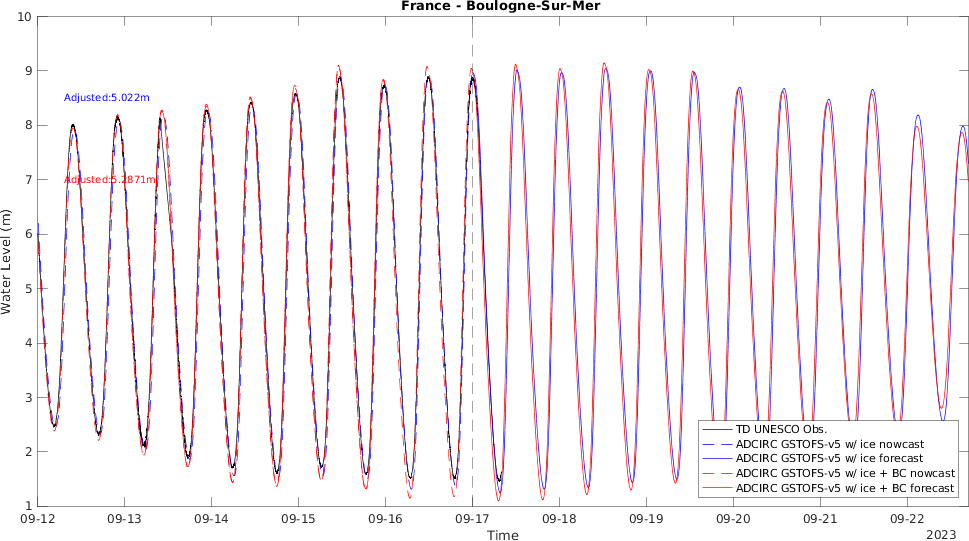 France - Boulogne-Sur-Mer
Water Level (m)
10
9
8
7
6
5
4
3
2
1
Adjusted:5.022m
Adjusted:5.2871m
TD UNESCO Obs.
ADCIRC GSTOFS-v5 w/ ice nowcast
ADCIRC GSTOFS-v5 w/ ice forecast
ADCIRC GSTOFS-v5 w/ ice + BC nowcast
ADCIRC GSTOFS-v5 w/ ice + BC forecast
09-12 09-13 09-14 09-15 09-16 09-17 09-18 09-19 09-20 09-21 09-22
Time
2023